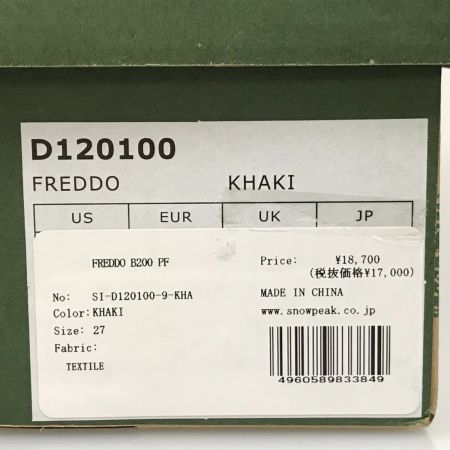 D120100
FREDDO KHAKI
US EUR UK JP
FREDDO B200 PF
Price: ¥18,700
(税抜価格¥17,000)
No: SI-D120100-9-KHA
MADE IN CHINA
Color:KHAKI
www.snowpeak.co.jp
Size: 27
Fabric:
TEXTILE
4960589833849